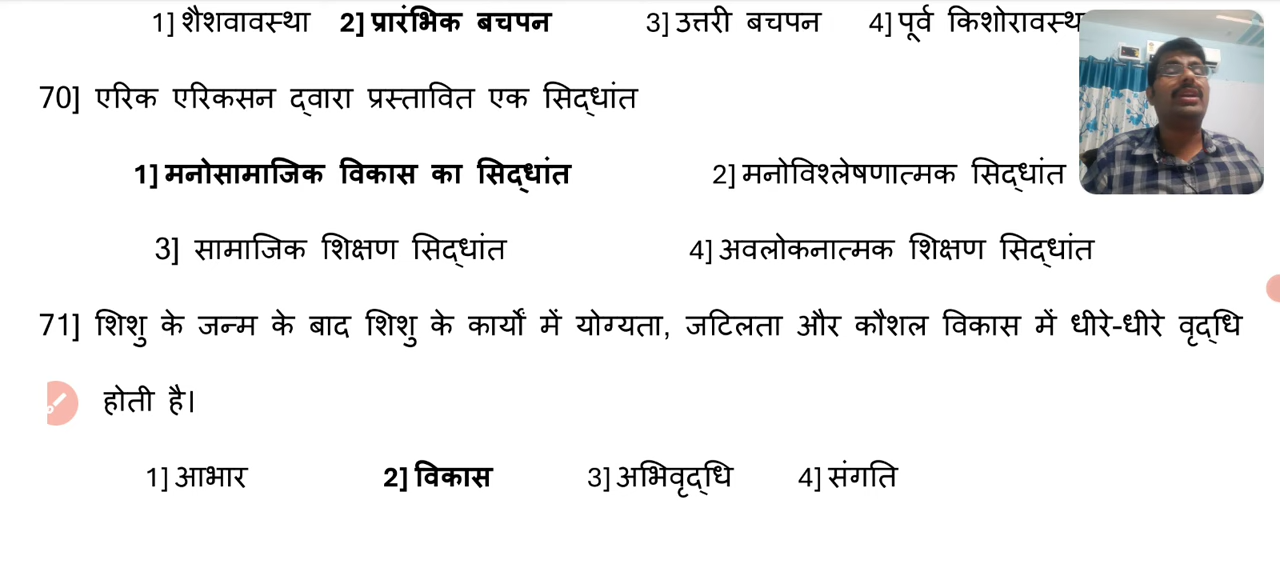 1] शैशवावस्था 2] प्रारंभिक बचपन 3] उत्तरी बचपन 4] पूर्व किशोरावस्थ
70] एरिक एरिकसन द्वारा प्रस्तावित एक सिद्धांत
1] मनोसामाजिक विकास का सिद्धांत 2] मनोविश्लेषणात्मक सिद्धांत
3] सामाजिक शिक्षण सिद्धांत 4] अवलोकनात्मक शिक्षण सिद्धांत
71] शिशु के जन्म के बाद शिशु के कार्यों में योग्यता, जटिलता और कौशल विकास में धीरे-धीरे वृद्धि
होती है।
1] आभार 2] विकास 3] अभिवृद्धि 4] संगति